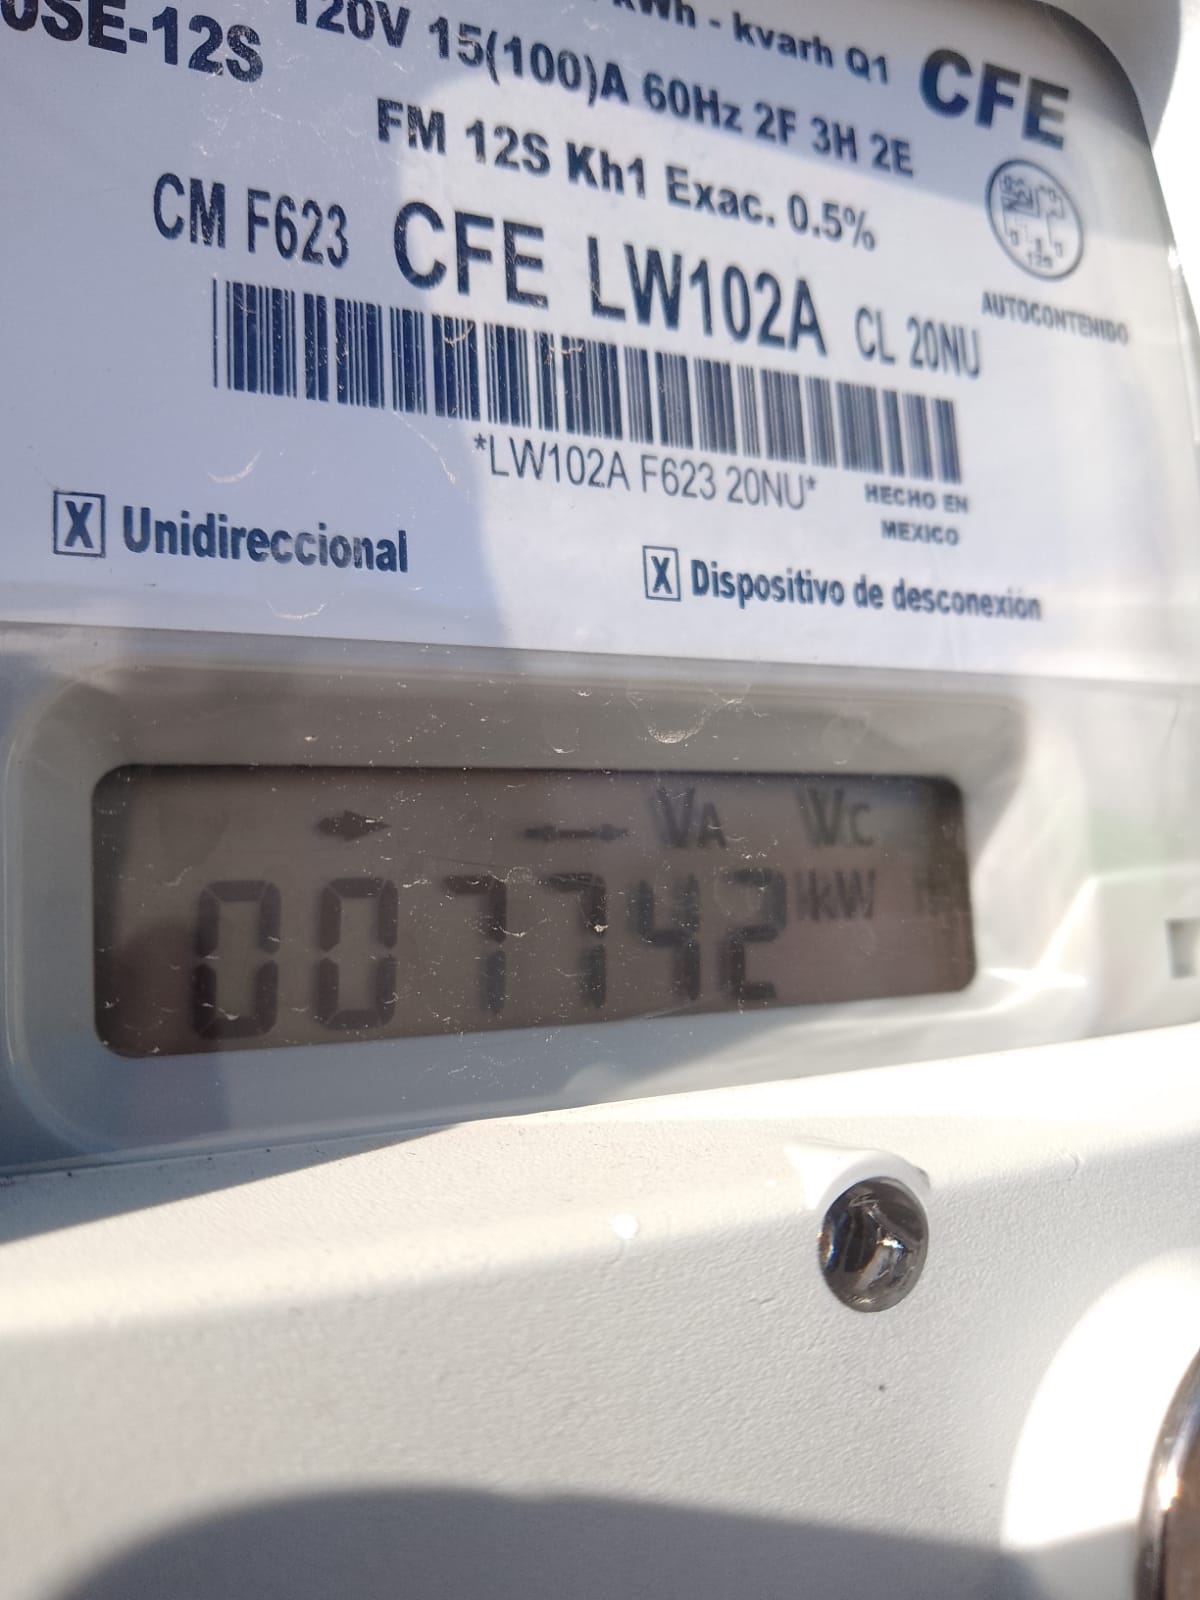 USE-12S
120V 15(100)A 60Hz 2F 3H 2E
kWh - kvarh Q1
CFE
FM 12S Kh1 Exac. 0.5%
CM F623 CFE LW102A CL 20NU
AUTOCONTENIDO
*LW102A F623 20NU*
HECHO EN
MEXICO
X Unidireccional
X Dispositivo de desconexión
VA VC
007742 kW